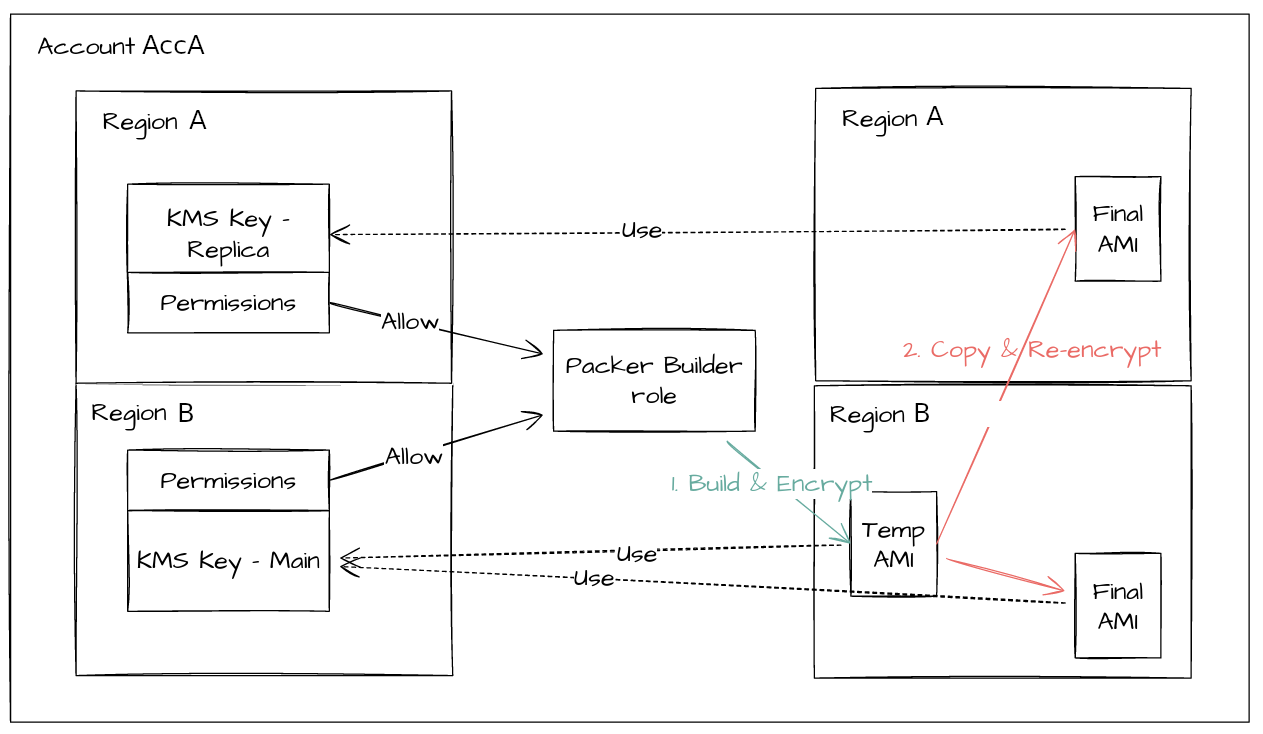 Account AccA
Region A
KMS Key -
Replica
Permissions
Allow
Region B
Permissions
KMS Key - Main
Allow
Packer Builder
role
Use
1. Build & Encrypt
Use
Use
Region A
Final
AMI
2. Copy & Re-encrypt
Region B
Temp
AMI
Final
AMI